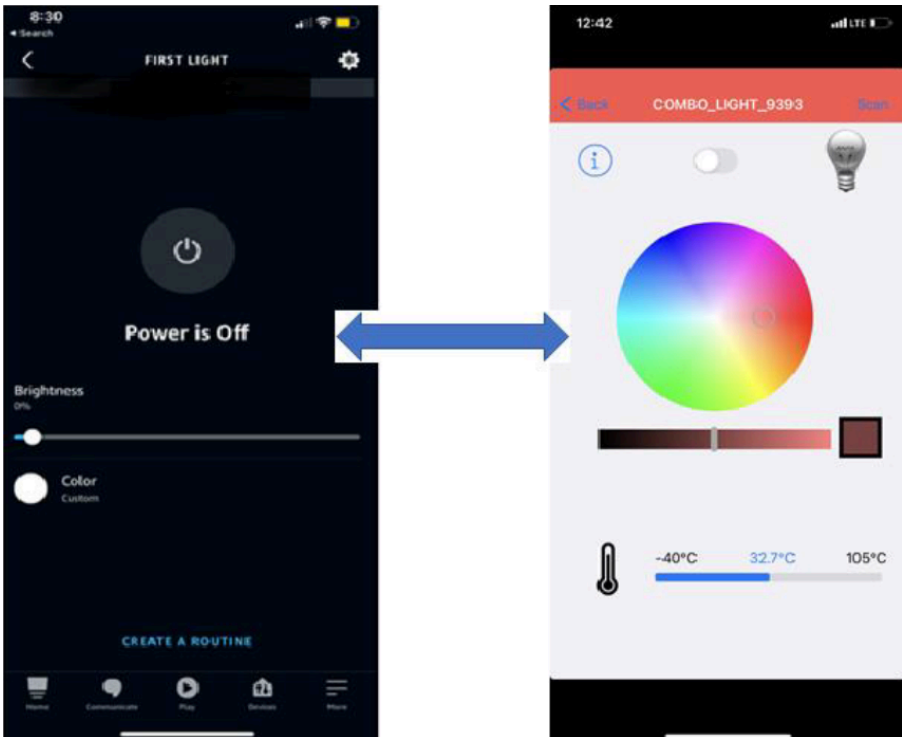 8:30
Search
FIRST LIGHT
Power is Off
Brightness
0%
Color
Custom
CREATE A ROUTINE
Home
Communicate
Play
Devices
More
12:42
LTE
Back
COMBO_LIGHT_9393
Scan
i
-40°C
32.7°C
105°C